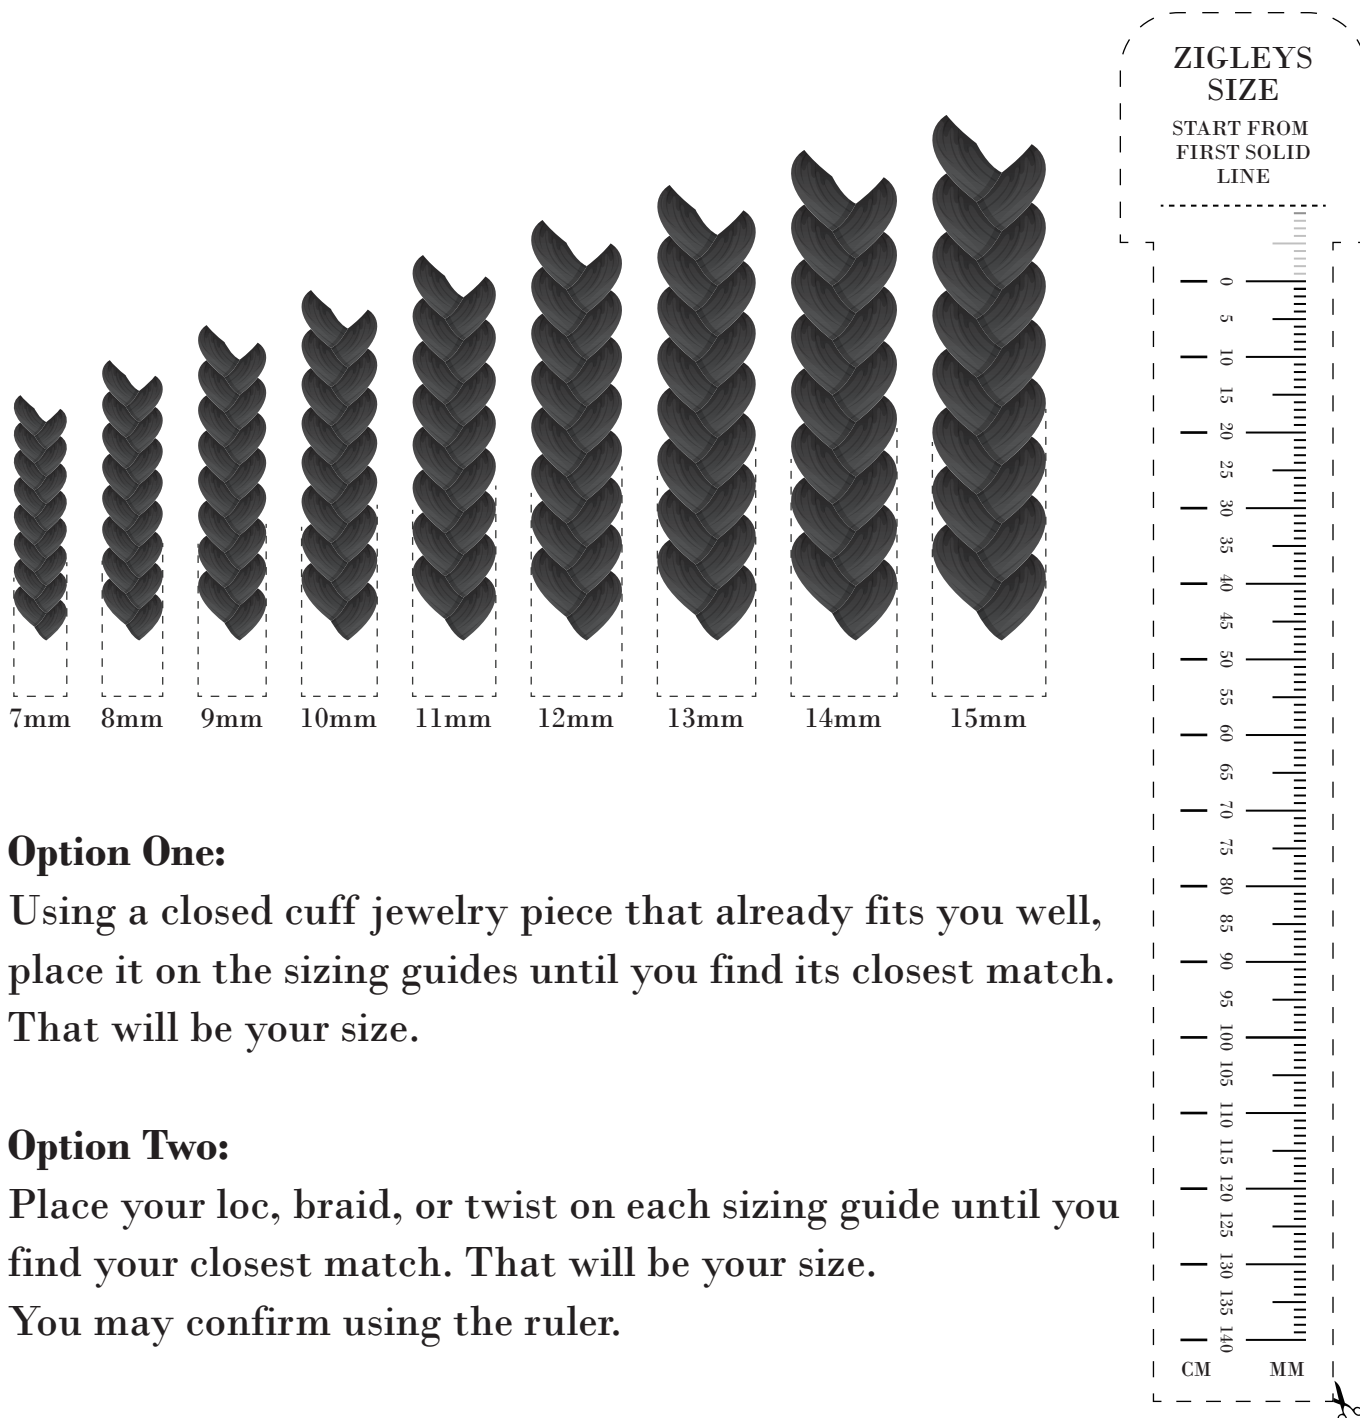 ZIGLEYS
SIZE
START FROM
FIRST SOLID
LINE
7mm 8mm 9mm 10mm 11mm 12mm 13mm 14mm 15mm
Option One:
Using a closed cuff jewelry piece that already fits you well,
place it on the sizing guides until you find its closest match.
That will be your size.
Option Two:
Place your loc, braid, or twist on each sizing guide until you
find your closest match. That will be your size.
You may confirm using the ruler.
0
5
10
15
20
25
30
35
40
45
50
55
60
65
70
75
80
85
90
95
100
105
110
115
120
125
130
135
140
CM MM